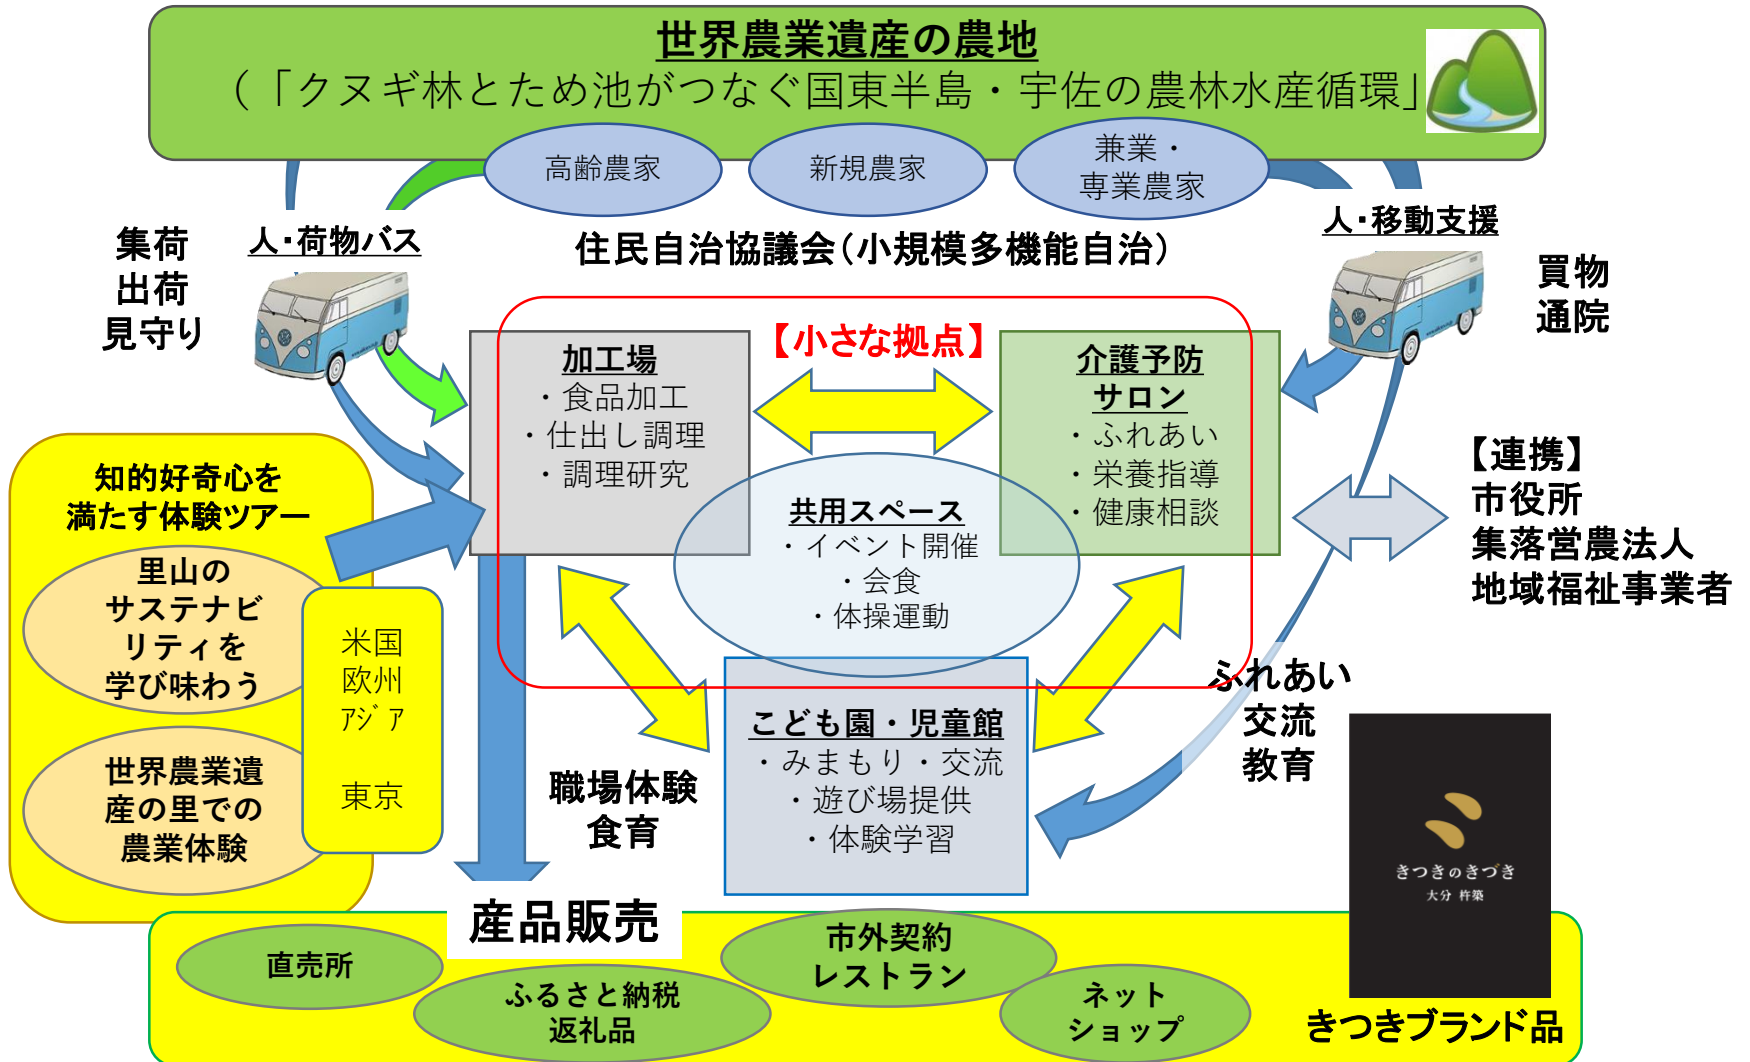 世界農業遺産の農地
（「クヌギ林とため池がつなぐ国東半島・宇佐の農林水産循環」
高齢農家
新規農家
兼業・
専業農家
集荷
出荷
見守り
人・荷物バス
住民自治協議会（小規模多機能自治）
人・移動支援
買物
通院
【小さな拠点】
加工場
・食品加工
・仕出し調理
・調理研究
介護予防
サロン
・ふれあい
・栄養指導
・健康相談
共用スペース
・イベント開催
・会食
・体操運動
【連携】
市役所
集落営農法人
地域福祉事業者
知的好奇心を
満たす体験ツアー
里山の
サステナビ
リティを
学び味わう
世界農業遺
産の里での
農業体験
米国
欧州
ｱｼﾞｱ
東京
こども園・児童館
・みまもり・交流
・遊び場提供
・体験学習
職場体験
食育
ふれあい
交流
教育
きつきのきづき
大分 杵築
産品販売
直売所
ふるさと納税
返礼品
市外契約
レストラン
ネット
ショップ
きつきブランド品